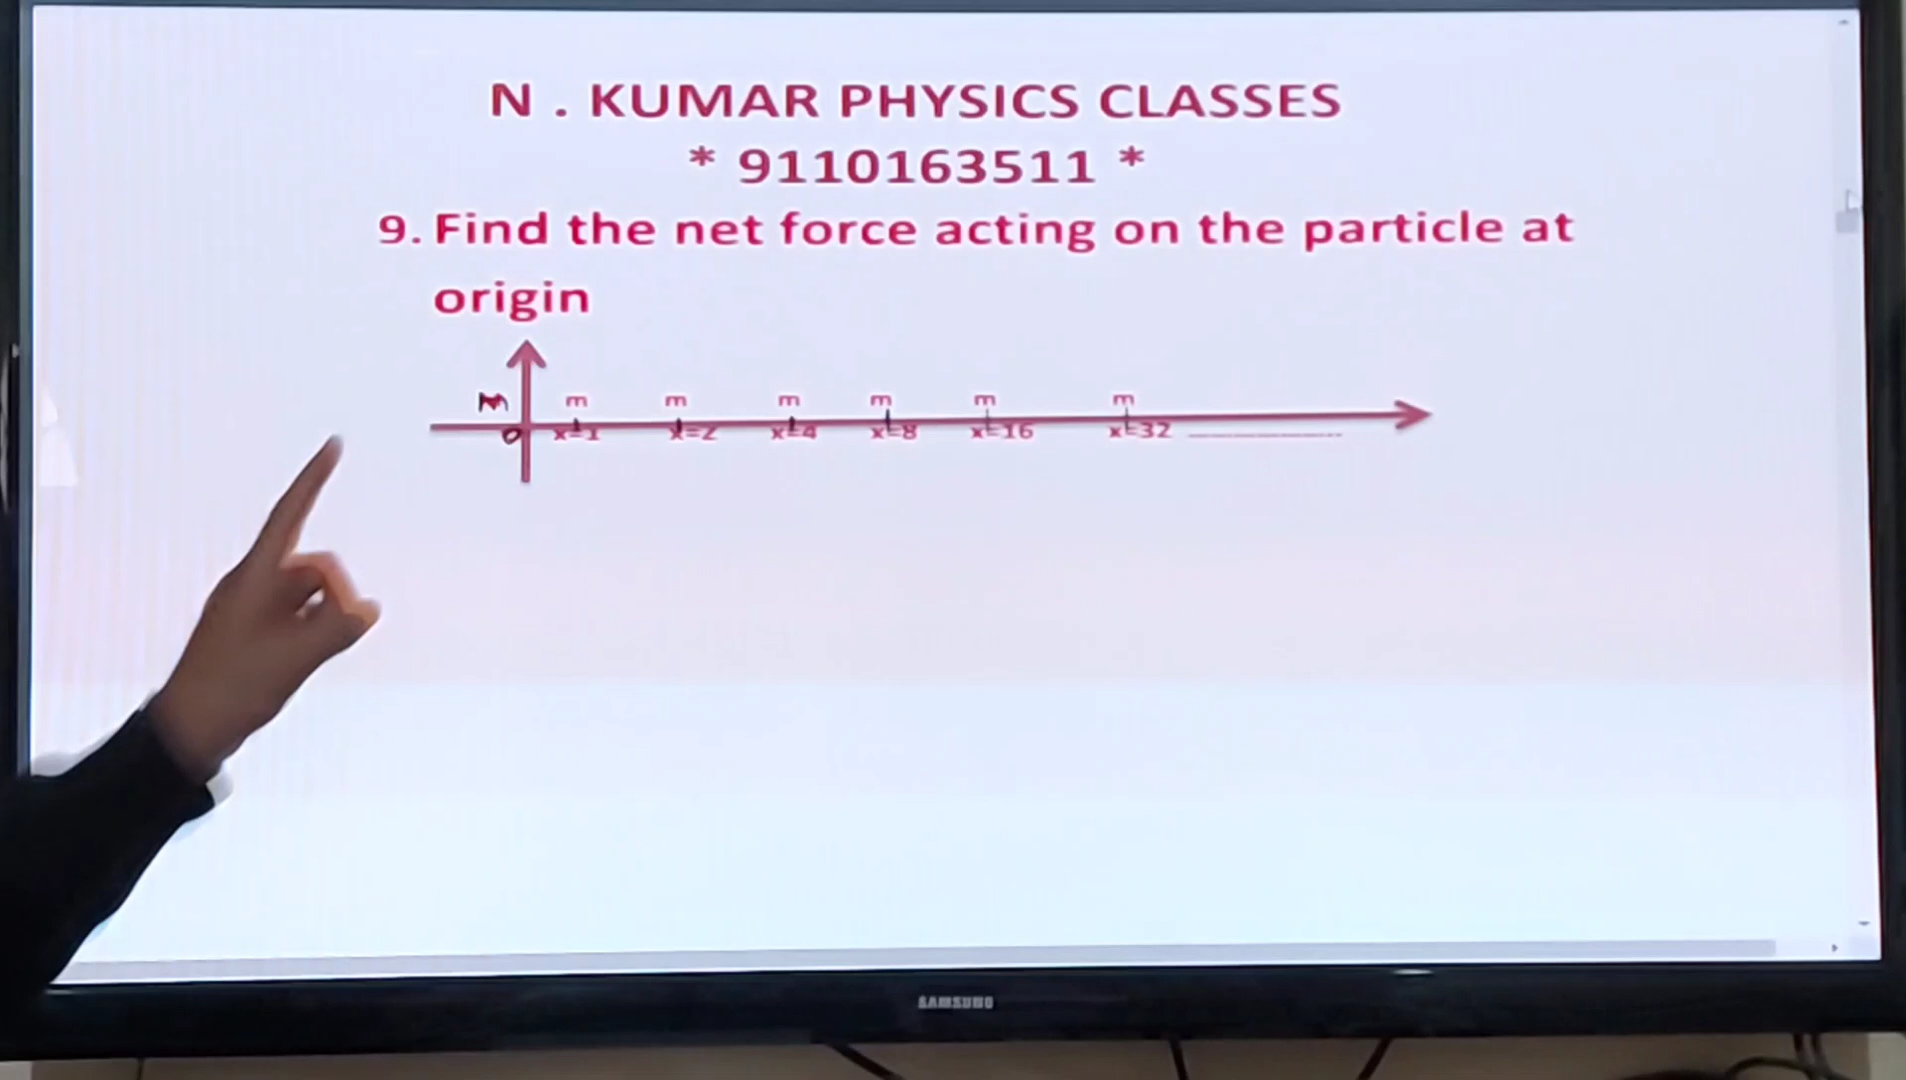 N . KUMAR PHYSICS CLASSES
* 9110163511 *
9. Find the net force acting on the particle at
origin
m m m m m m
0 x=1 x=2 x=4 x=8 x=16 x=32
SAMSUNG